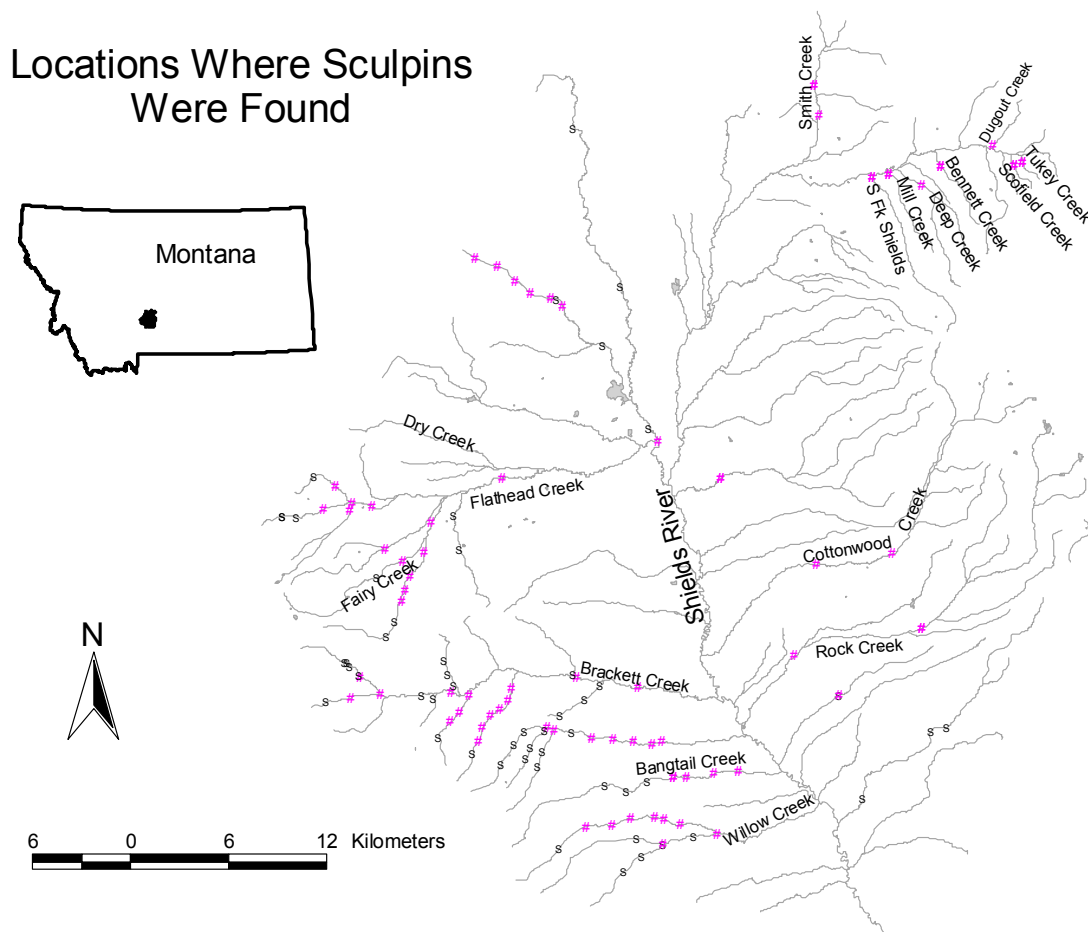 Locations Where Sculpins
Were Found
Montana
Smith Creek
Dugout Creek
Tukey Creek
Scofield Creek
Bennett Creek
Deep Creek
Mill Creek
S Fk Shields
Dry Creek
Flathead Creek
Fairy Creek
Shields River
Cottonwood Creek
Rock Creek
Brackett Creek
Bangtail Creek
Willow Creek
N
6 0 6 12 Kilometers